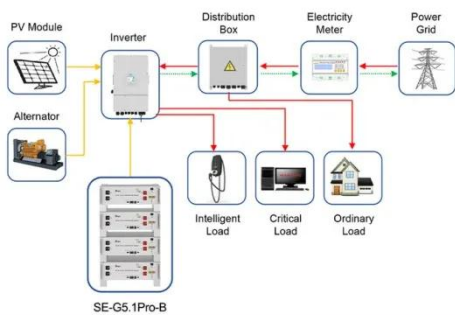 PV Module
Inverter
Distribution
Box
Electricity
Meter
Power
Grid
Alternator
Intelligent
Load
Critical
Load
Ordinary
Load
SE-G5.1Pro-B